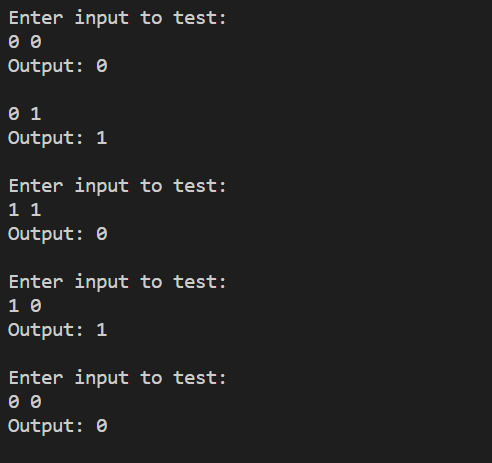 Enter input to test:
0 0
Output: 0
0 1
Output: 1
Enter input to test:
1 1
Output: 0
Enter input to test:
1 0
Output: 1
Enter input to test:
0 0
Output: 0